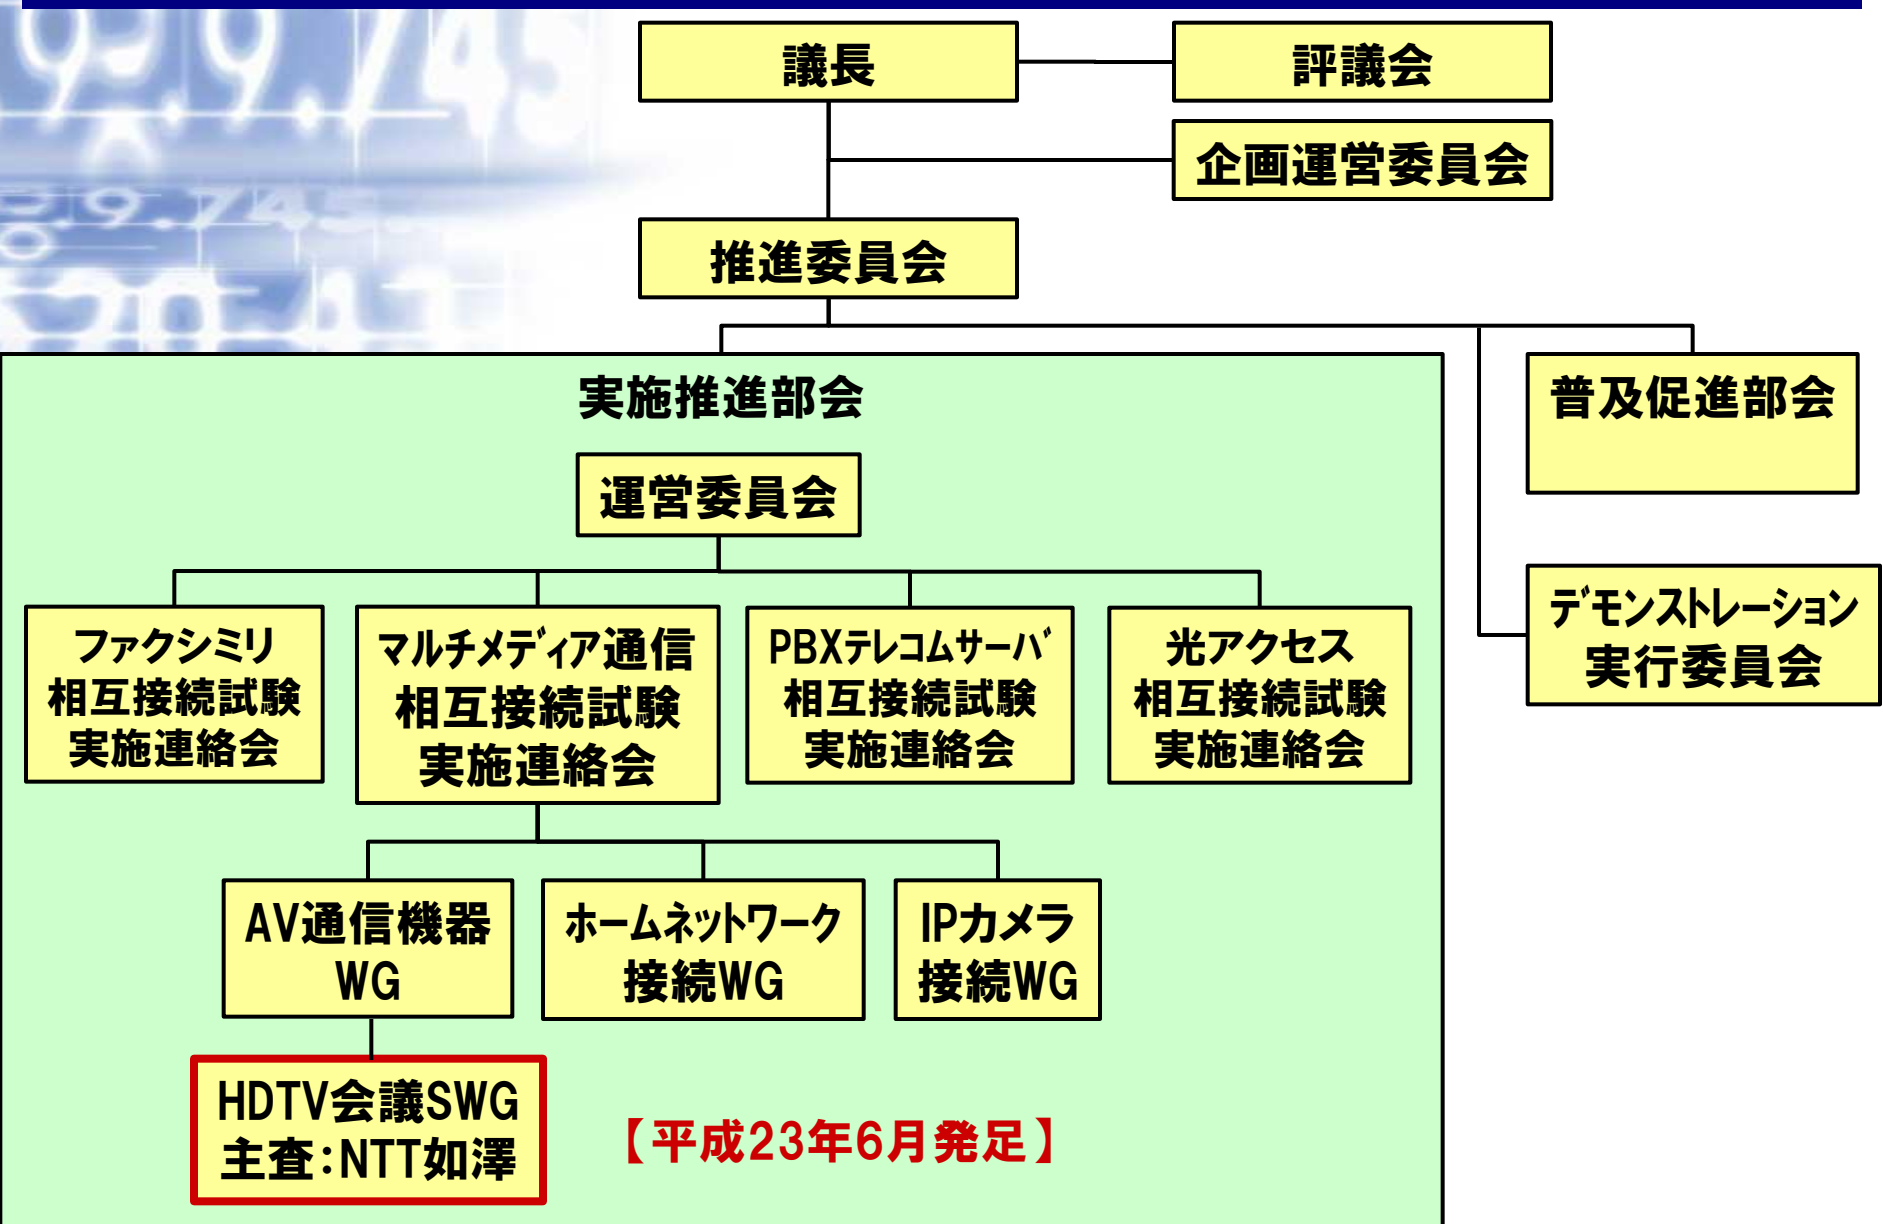 議長
評議会
企画運営委員会
推進委員会
実施推進部会
普及促進部会
運営委員会
デモンストレーション
実行委員会
ファクシミリ
相互接続試験
実施連絡会
マルチメディア通信
相互接続試験
実施連絡会
PBXテレコムサーバ
相互接続試験
実施連絡会
光アクセス
相互接続試験
実施連絡会
AV通信機器
WG
ホームネットワーク
接続WG
IPカメラ
接続WG
HDTV会議SWG
主査:NTT如澤
【平成23年6月発足】